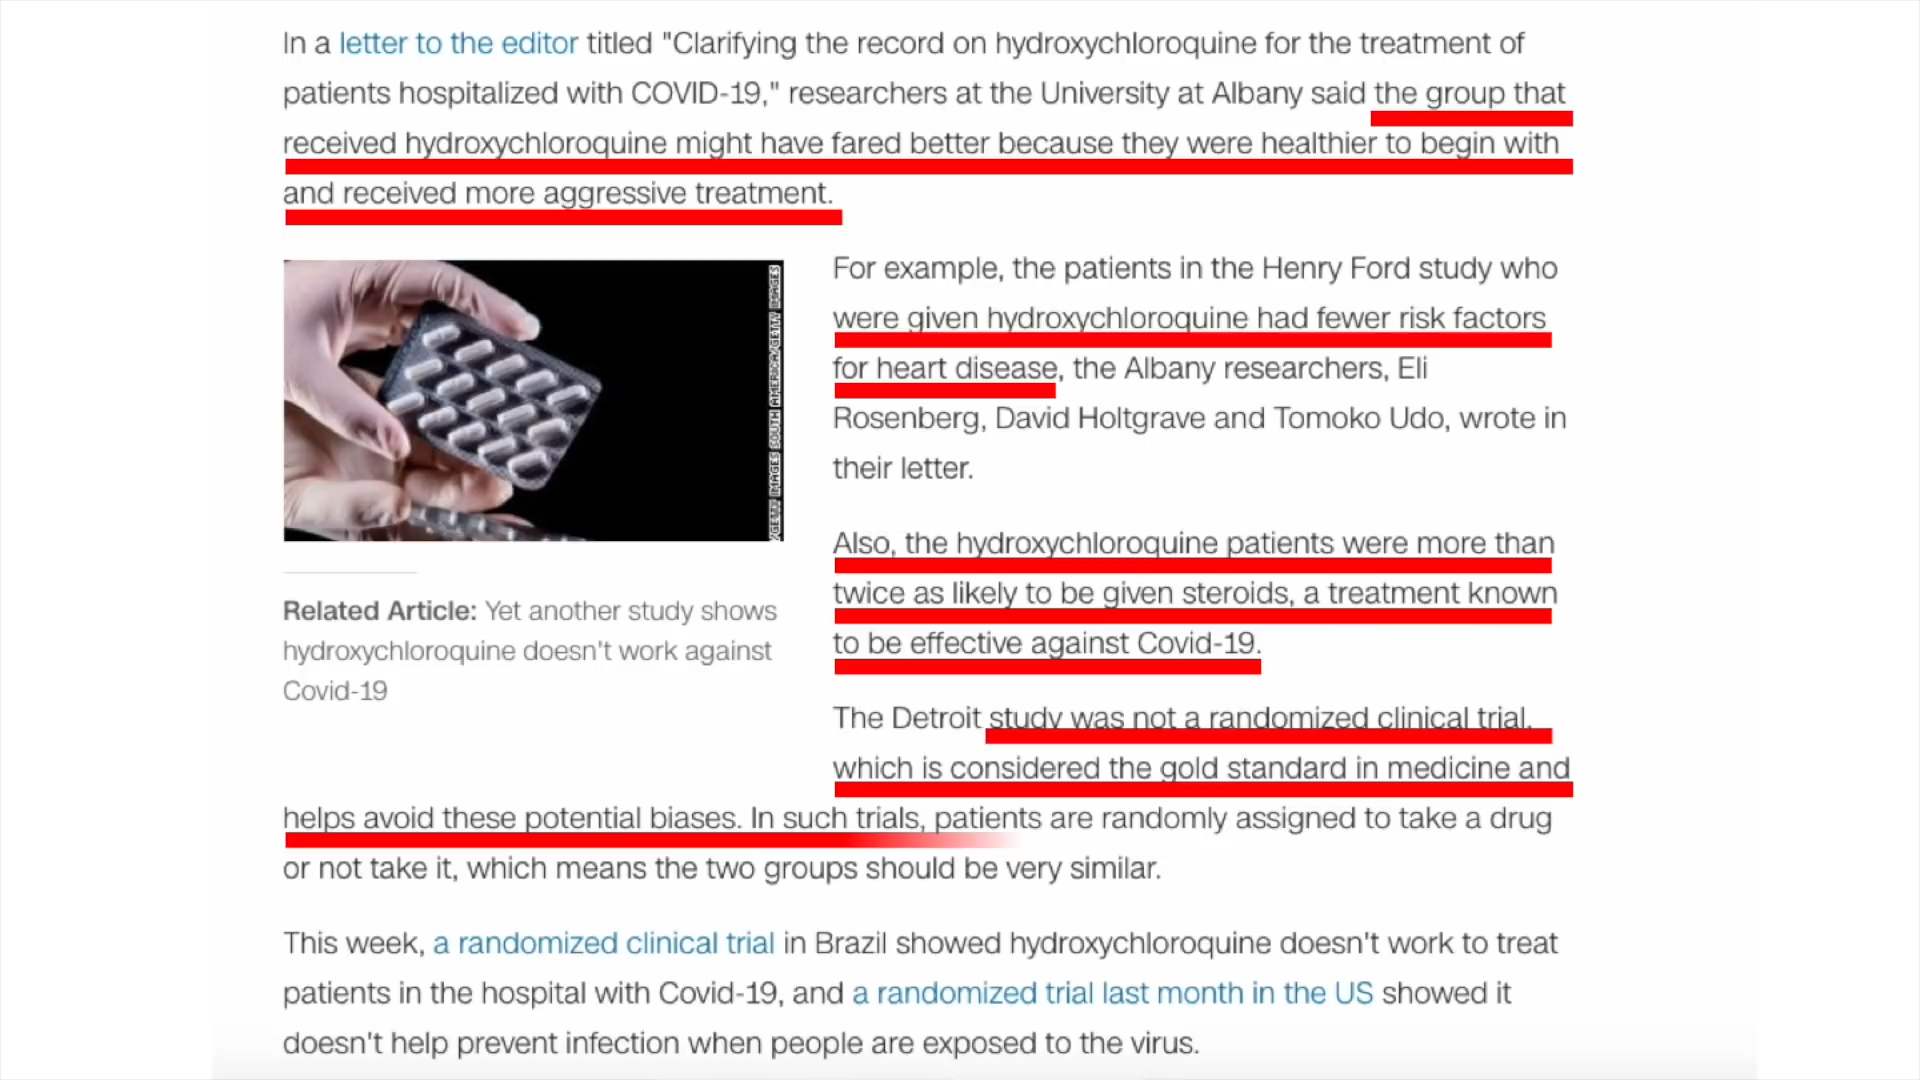 In a letter to the editor titled "Clarifying the record on hydroxychloroquine for the treatment of
patients hospitalized with COVID-19," researchers at the University at Albany said the group that
received hydroxychloroquine might have fared better because they were healthier to begin with
and received more aggressive treatment.
/GETTY IMAGES SOUTH AMERICA/GETTY IMAGES
Related Article: Yet another study shows
hydroxychloroquine doesn't work against
Covid-19
For example, the patients in the Henry Ford study who
were given hydroxychloroquine had fewer risk factors
for heart disease, the Albany researchers, Eli
Rosenberg, David Holtgrave and Tomoko Udo, wrote in
their letter.
Also, the hydroxychloroquine patients were more than
twice as likely to be given steroids, a treatment known
to be effective against Covid-19.
The Detroit study was not a randomized clinical trial,
which is considered the gold standard in medicine and
helps avoid these potential biases. In such trials, patients are randomly assigned to take a drug
or not take it, which means the two groups should be very similar.
This week, a randomized clinical trial in Brazil showed hydroxychloroquine doesn't work to treat
patients in the hospital with Covid-19, and a randomized trial last month in the US showed it
doesn't help prevent infection when people are exposed to the virus.